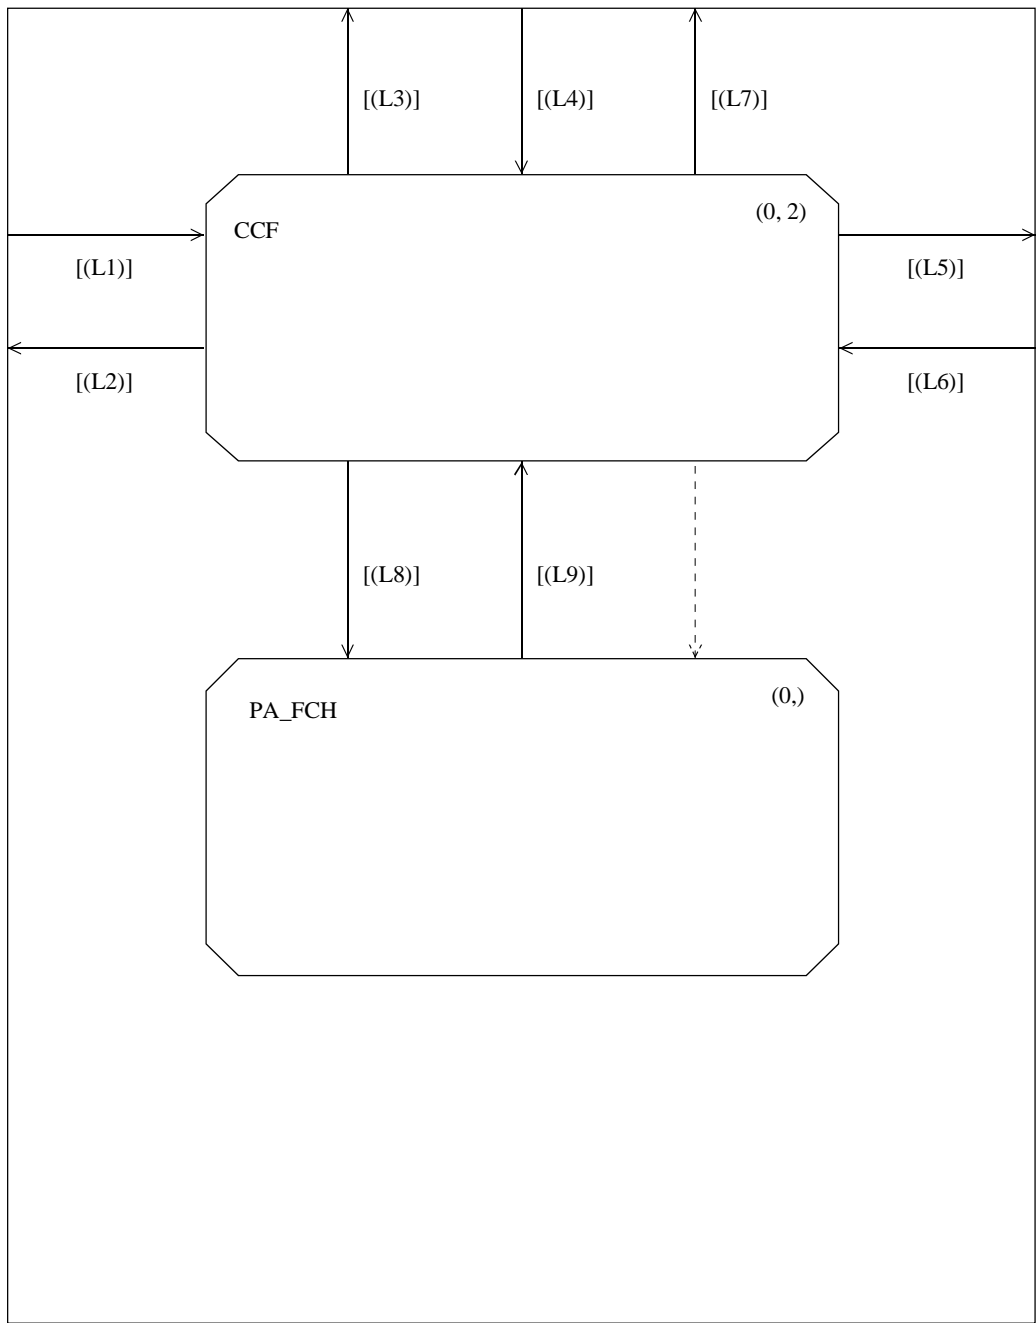 [(L3)]
[(L4)]
[(L7)]
CCF
(0, 2)
[(L1)]
[(L5)]
[(L2)]
[(L6)]
[(L8)]
[(L9)]
PA_FCH
(0,)